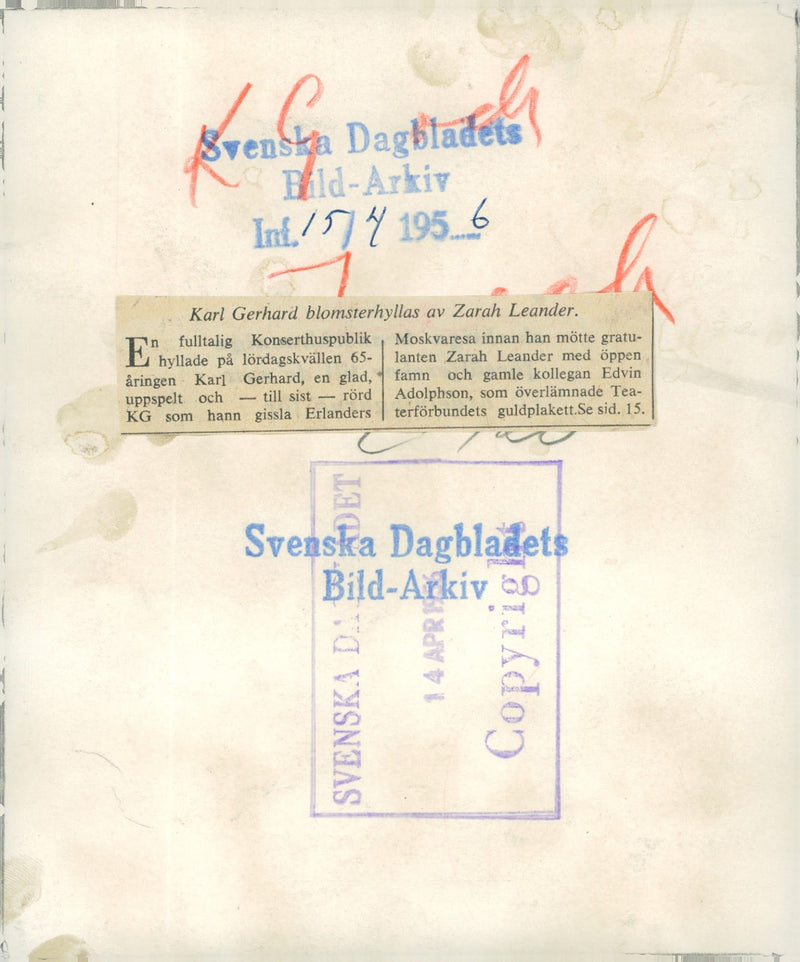 K G och
Svenska Dagbladets
Bild-Arkiv
Inf. 15/4 1956
Karl Gerhard blomsterhyllas av Zarah Leander.
En fulltalig Konserthuspublik
hyllade på lördagskvällen 65-
åringen Karl Gerhard, en glad,
uppspelt och — till sist — rörd
KG som hann gissla Erlanders
Moskvaresa innan han mötte gratu-
lanten Zarah Leander med öppen
famn och gamle kollegan Edvin
Adolphson, som överlämnade Tea-
terförbundets guldplakett.Se sid. 15.
Svenska Dagbladets
Bild-Arkiv
SVENSKA
14 APR
Copyright